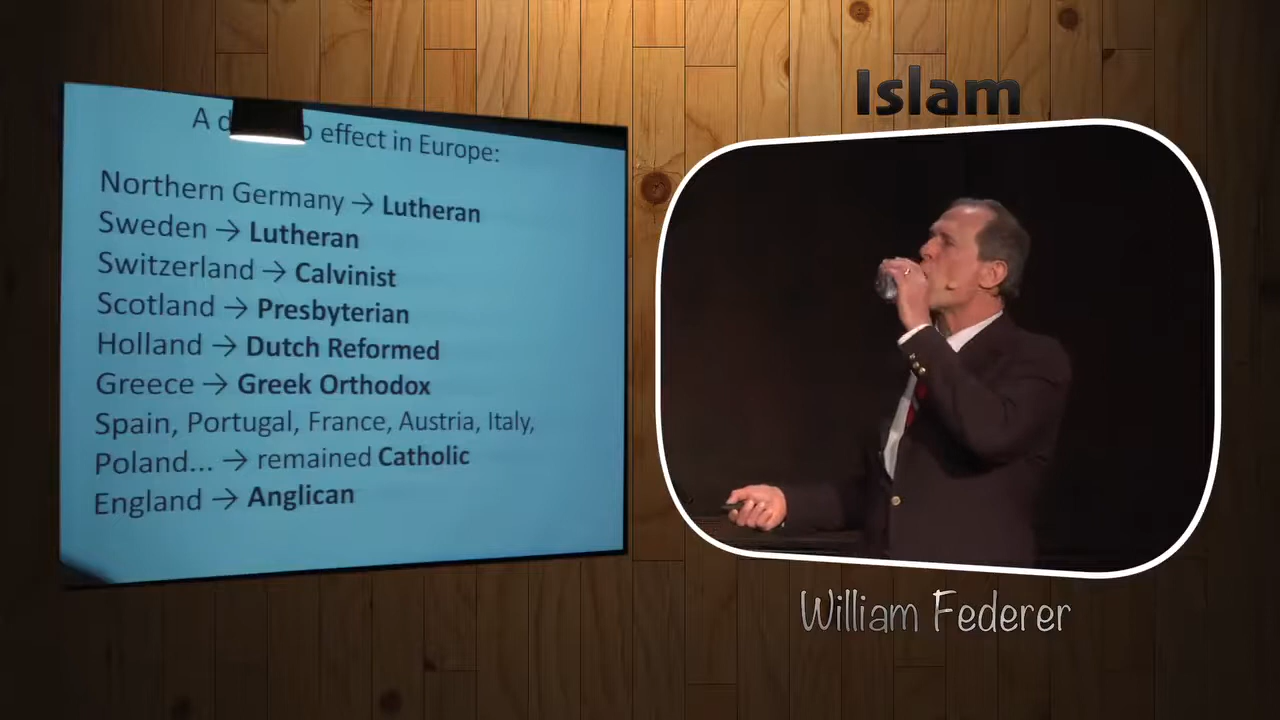 A effect in Europe:
Northern Germany → Lutheran
Sweden → Lutheran
Switzerland → Calvinist
Scotland → Presbyterian
Holland → Dutch Reformed
Greece → Greek Orthodox
Spain, Portugal, France, Austria, Italy,
Poland... → remained Catholic
England → Anglican
Islam
William Federer